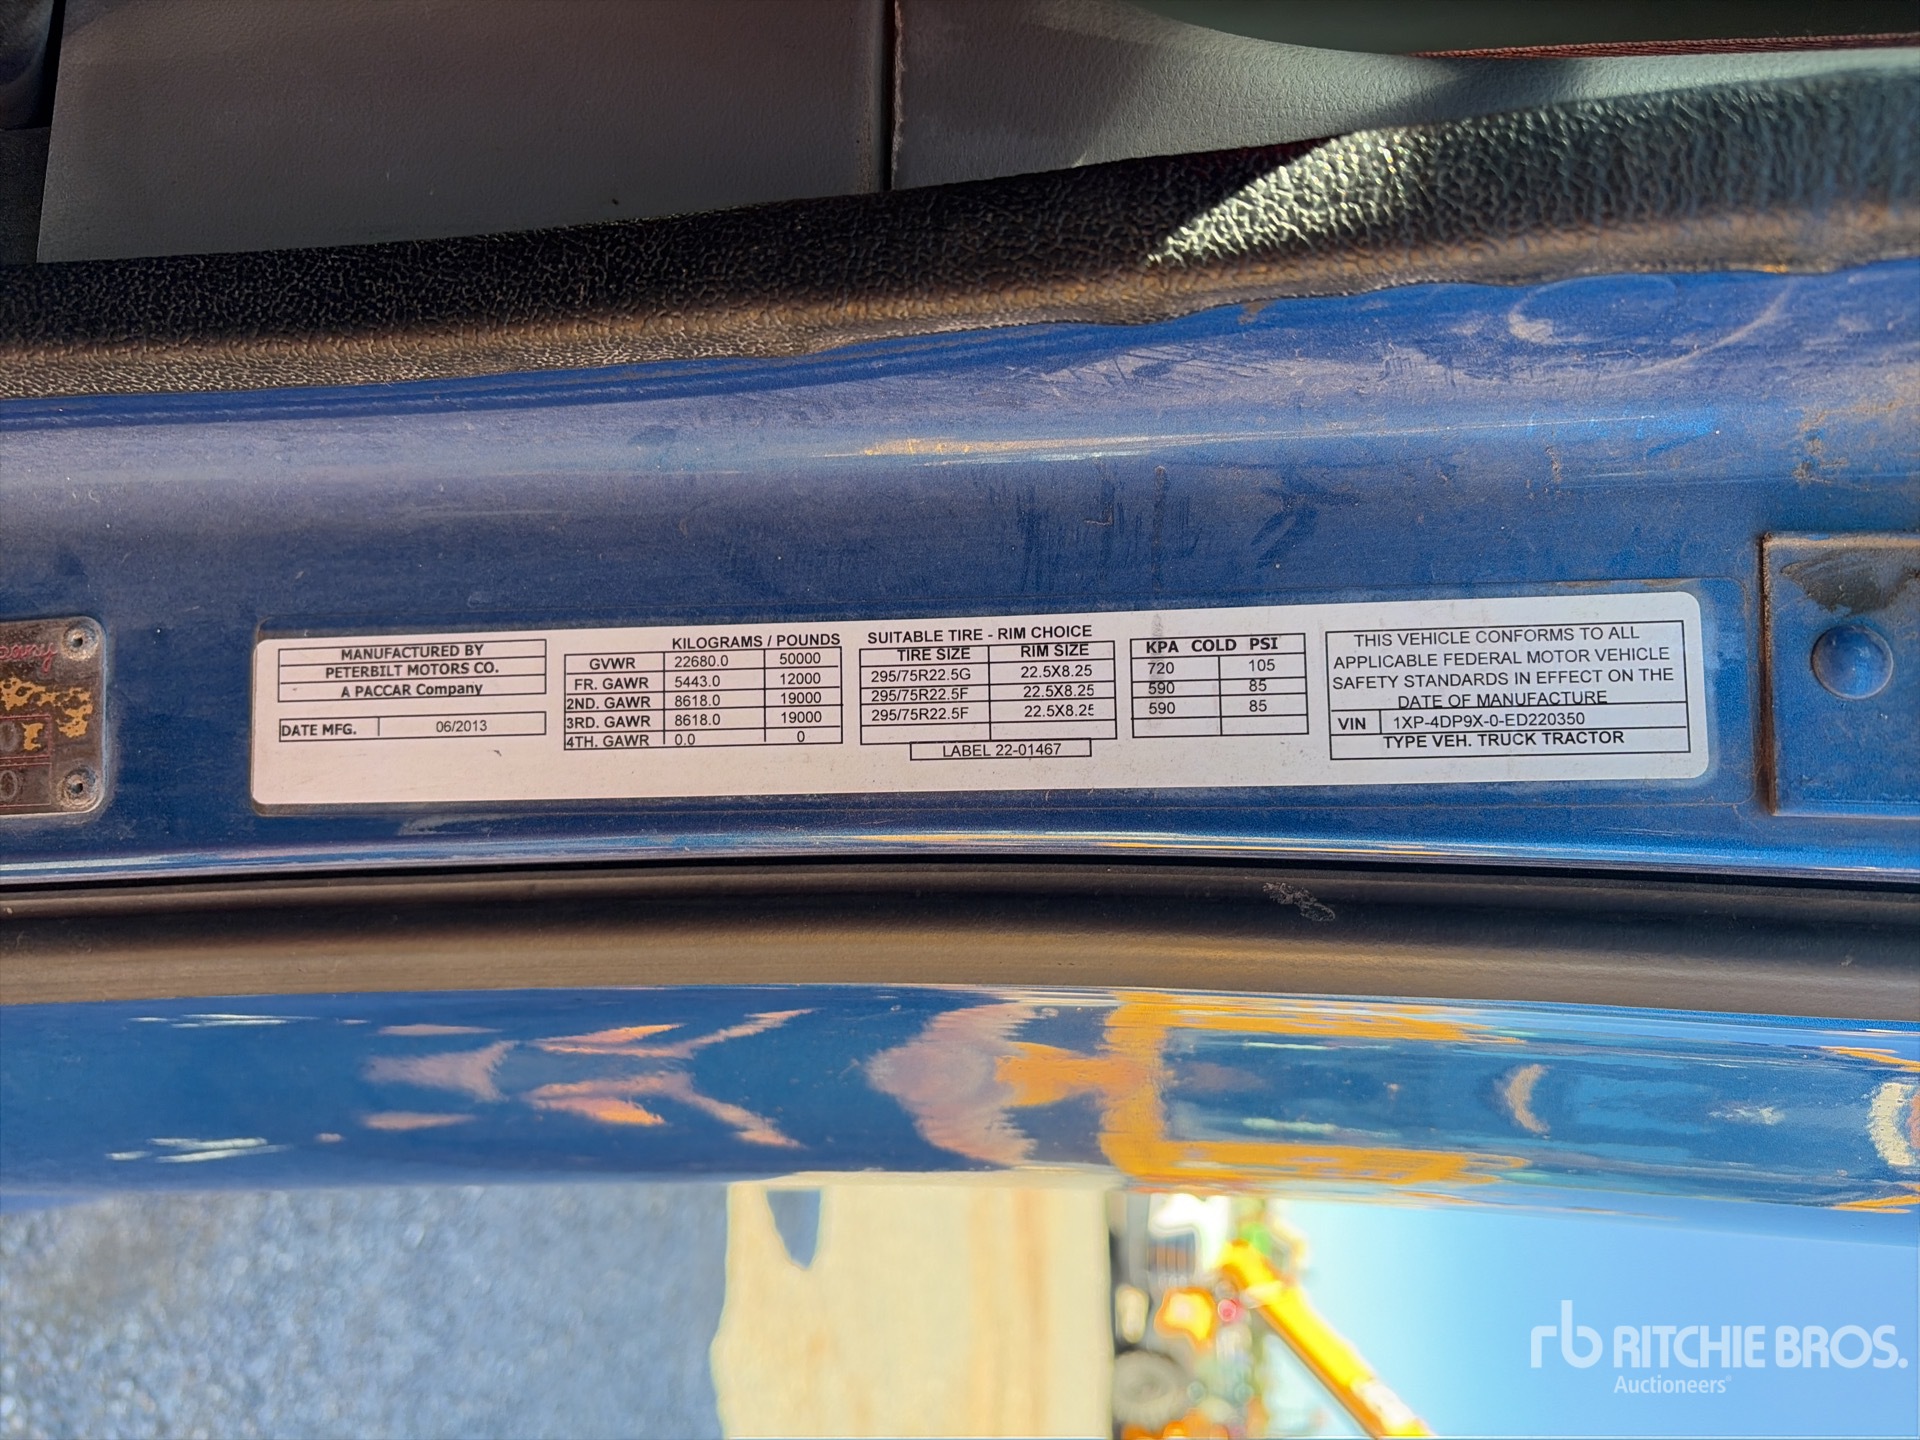 MANUFACTURED BY
PETERBILT MOTORS CO.
A PACCAR Company
DATE MFG. 06/2013
KILOGRAMS / POUNDS
GVWR 22680.0 50000
FR. GAWR 5443.0 12000
2ND. GAWR 8618.0 19000
3RD. GAWR 8618.0 19000
4TH. GAWR 0.0 0
SUITABLE TIRE - RIM CHOICE
TIRE SIZE RIM SIZE
295/75R22.5G 22.5X8.25
295/75R22.5F 22.5X8.25
295/75R22.5F 22.5X8.25
LABEL 22-01467
KPA COLD PSI
720 105
590 85
590 85
THIS VEHICLE CONFORMS TO ALL
APPLICABLE FEDERAL MOTOR VEHICLE
SAFETY STANDARDS IN EFFECT ON THE
DATE OF MANUFACTURE
VIN 1XP-4DP9X-0-ED220350
TYPE VEH. TRUCK TRACTOR
rb RITCHIE BROS.
Auctioneers